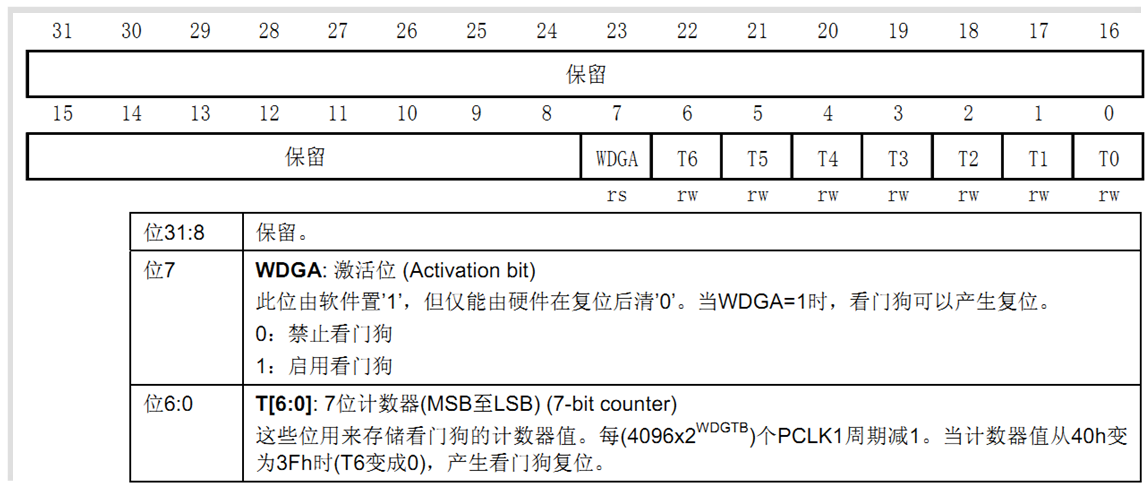 31 30 29 28 27 26 25 24 23 22 21 20 19 18 17 16
保留
15 14 13 12 11 10 9 8 7 6 5 4 3 2 1 0
保留 WDGA T6 T5 T4 T3 T2 T1 T0
rs rw rw rw rw rw rw rw
位31:8 保留。
位7 WDGA: 激活位 (Activation bit)
此位由软件置’1’，但仅能由硬件在复位后清’0’。当WDGA=1时，看门狗可以产生复位。
0：禁止看门狗
1：启用看门狗
位6:0 T[6:0]: 7位计数器(MSB至LSB) (7-bit counter)
这些位用来存储看门狗的计数器值。每(4096x2^WDGTB)个PCLK1周期减1。当计数器值从40h变
为3Fh时(T6变成0)，产生看门狗复位。